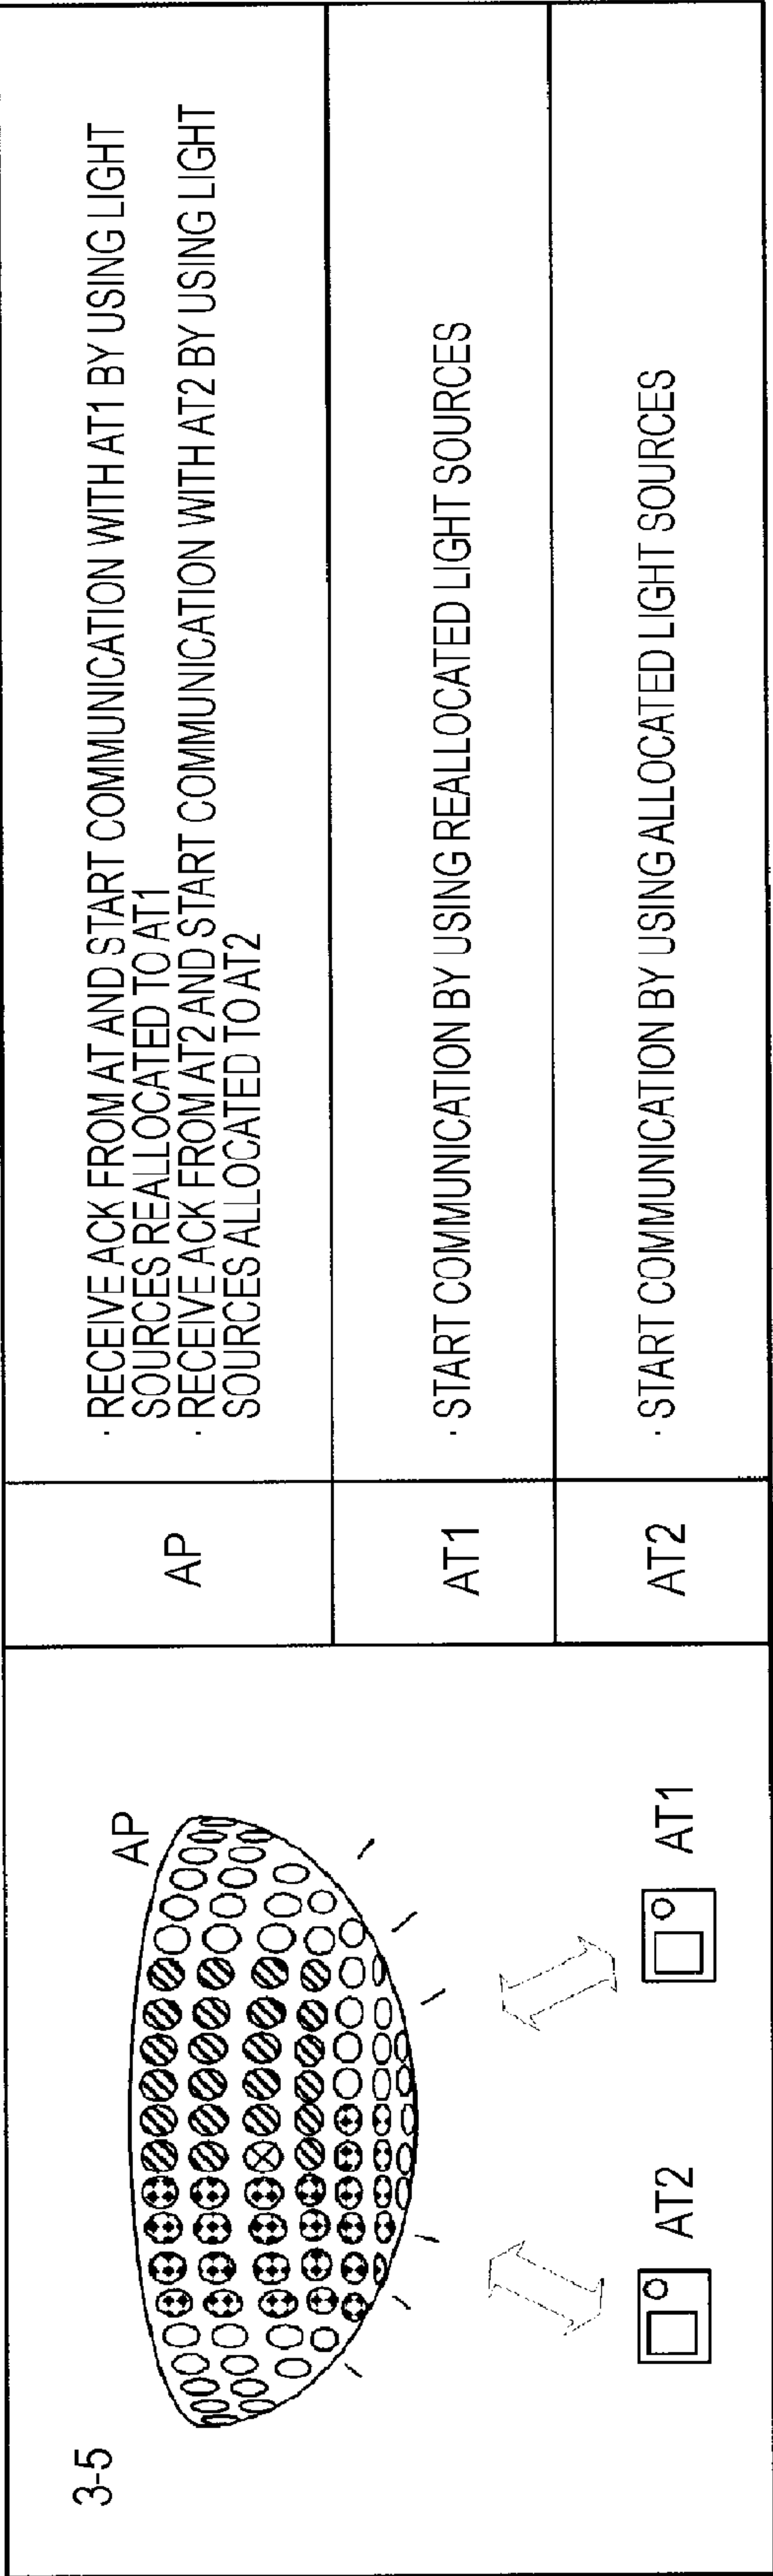 3-5
AP
AT2
AT1
AP
· RECEIVE ACK FROM AT AND START COMMUNICATION WITH AT1 BY USING LIGHT
SOURCES REALLOCATED TO AT1
· RECEIVE ACK FROM AT2 AND START COMMUNICATION WITH AT2 BY USING LIGHT
SOURCES ALLOCATED TO AT2
AT1
· START COMMUNICATION BY USING REALLOCATED LIGHT SOURCES
AT2
· START COMMUNICATION BY USING ALLOCATED LIGHT SOURCES